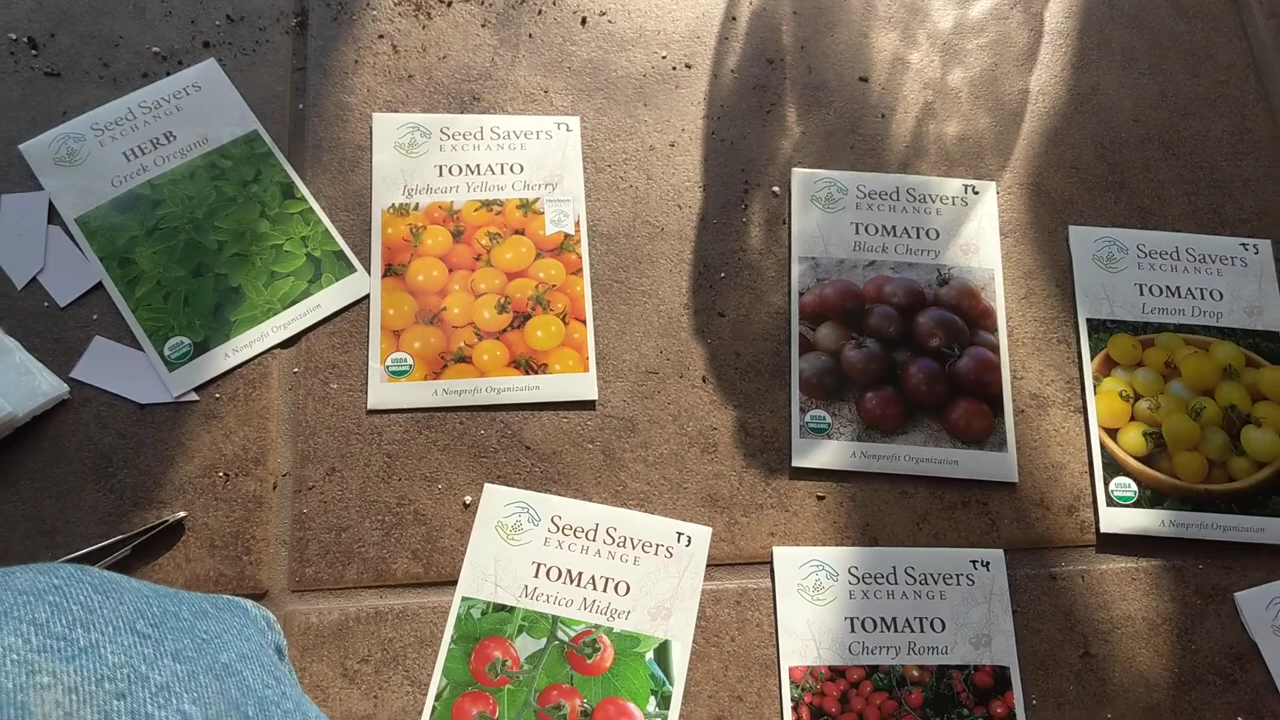 Seed Savers
EXCHANGE
HERB
Greek Oregano
USDA
ORGANIC
A Nonprofit Organization
T2
Seed Savers
EXCHANGE
TOMATO
Igleheart Yellow Cherry
Heirloom
VARIETY
USDA
ORGANIC
A Nonprofit Organization
T6
Seed Savers
EXCHANGE
TOMATO
Black Cherry
USDA
ORGANIC
A Nonprofit Organization
T5
Seed Savers
EXCHANGE
TOMATO
Lemon Drop
USDA
ORGANIC
A Nonprofit Organization
T3
Seed Savers
EXCHANGE
TOMATO
Mexico Midget
T4
Seed Savers
EXCHANGE
TOMATO
Cherry Roma